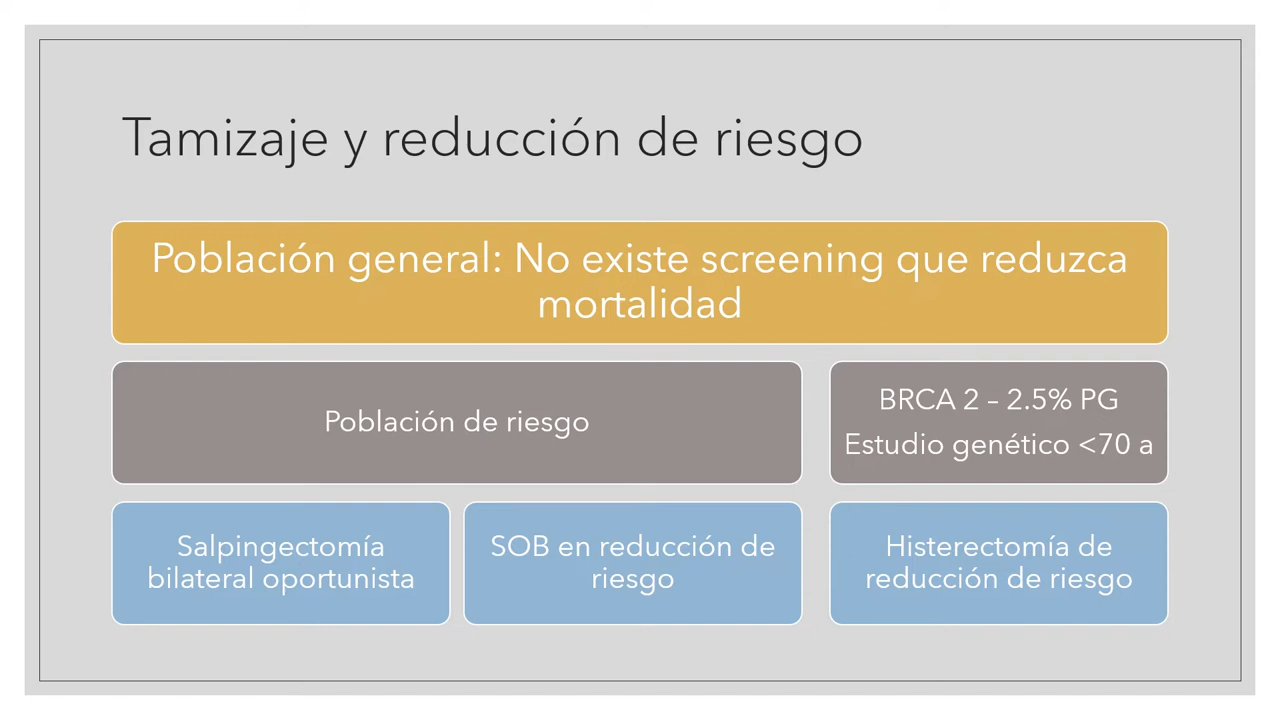 Tamizaje y reducción de riesgo
Población general: No existe screening que reduzca
mortalidad
Población de riesgo
BRCA 2 – 2.5% PG
Estudio genético <70 a
Salpingectomía
bilateral oportunista
SOB en reducción de
riesgo
Histerectomía de
reducción de riesgo